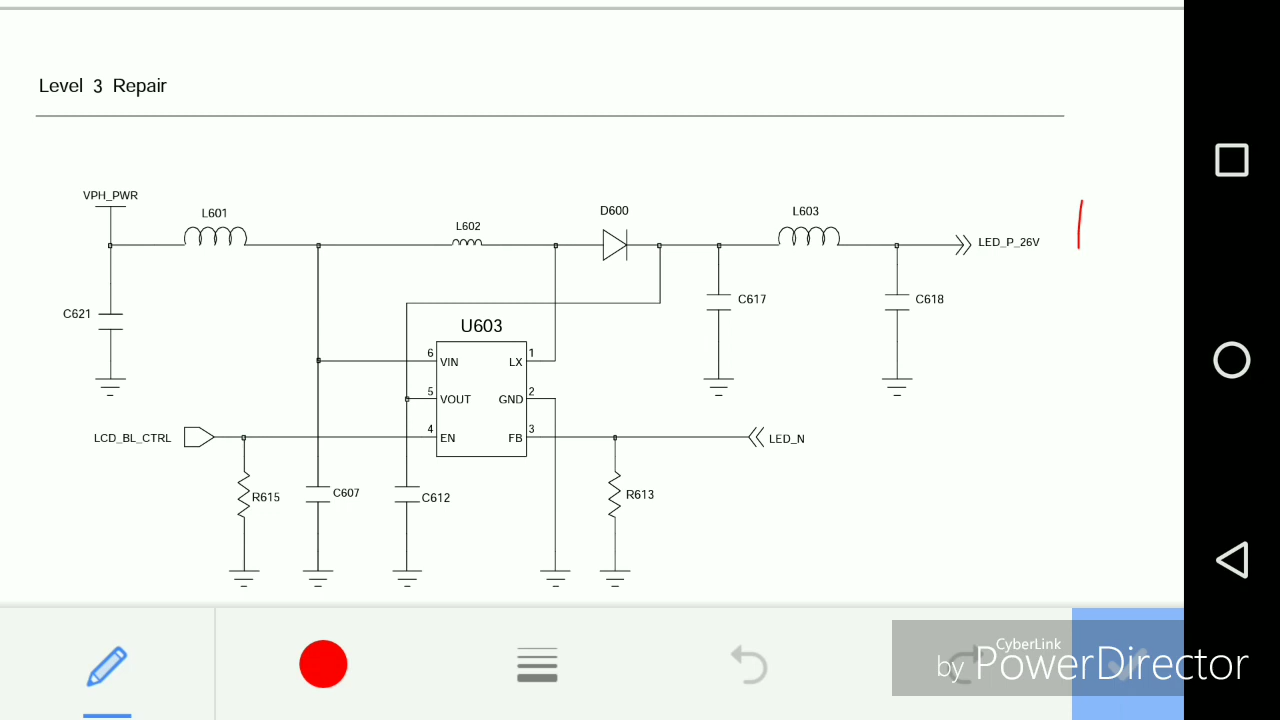 Level 3 Repair
VPH_PWR
L601
L602
D600
L603
LED_P_26V
C621
C617
C618
U603
6 VIN
LX 1
5 VOUT
GND 2
4 EN
FB 3
LCD_BL_CTRL
LED_N
R615
C607
C612
R613
CyberLink
by PowerDirector